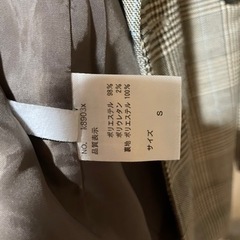 NO. 18903X
品質表示
ポリエステル 98%
ポリウレタン 2%
裏地 ポリエステル 100%
サイズ S